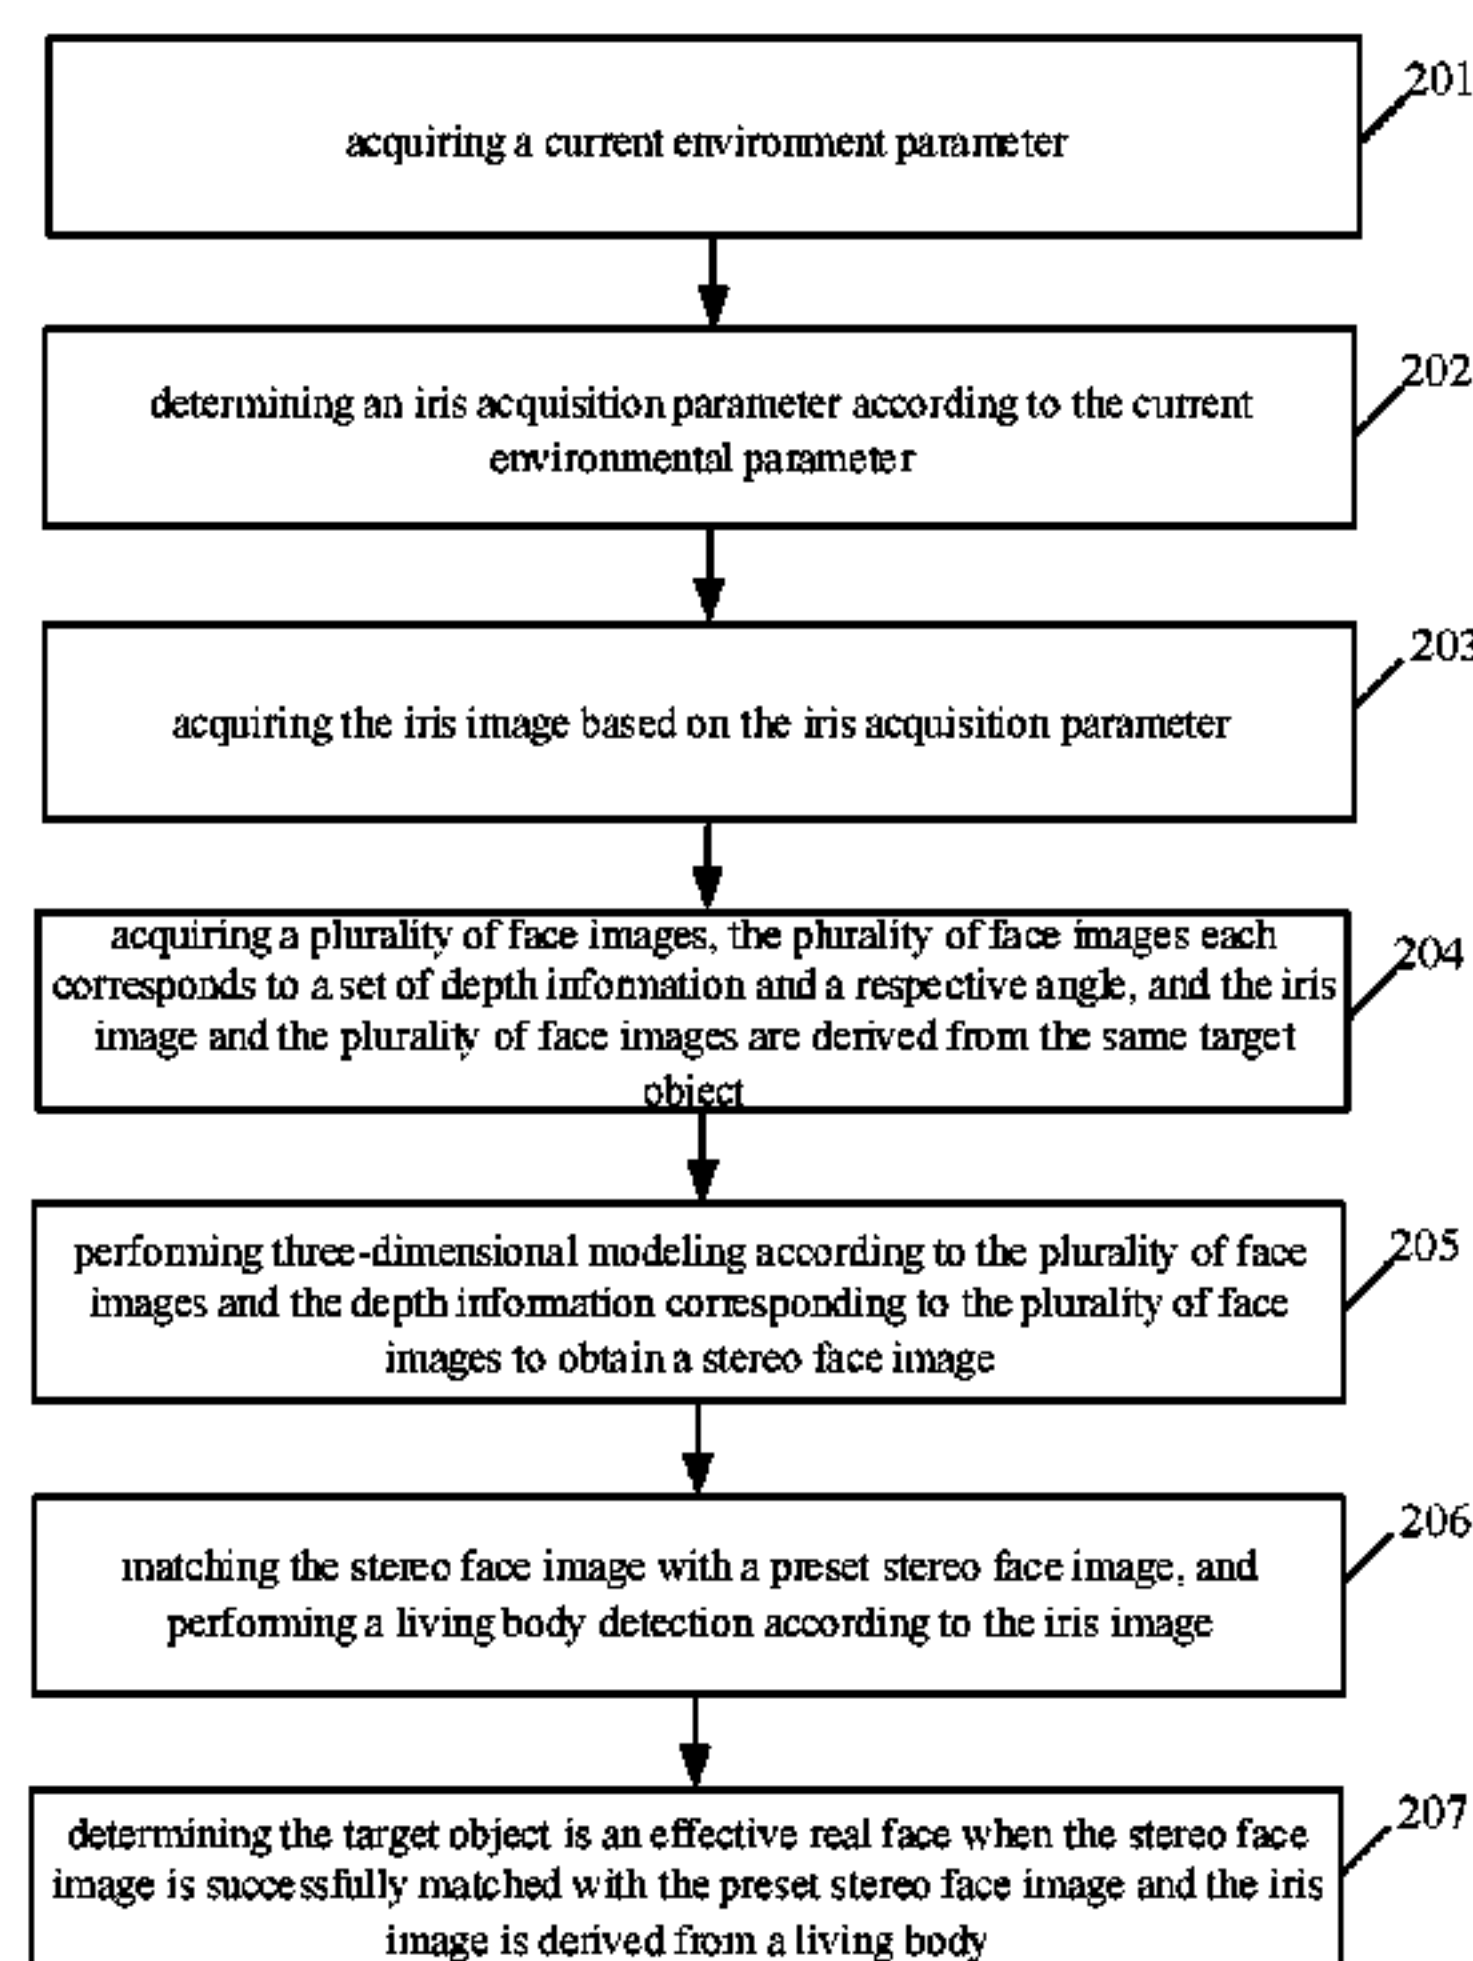 201
acquiring a current environment parameter
202
determining an iris acquisition parameter according to the current
environmental parameter
203
acquiring the iris image based on the iris acquisition parameter
204
acquiring a plurality of face images, the plurality of face images each
corresponds to a set of depth information and a respective angle, and the iris
image and the plurality of face images are derived from the same target
object
205
performing three-dimensional modeling according to the plurality of face
images and the depth information corresponding to the plurality of face
images to obtain a stereo face image
206
matching the stereo face image with a preset stereo face image, and
performing a living body detection according to the iris image
207
determining the target object is an effective real face when the stereo face
image is successfully matched with the preset stereo face image and the iris
image is derived from a living body